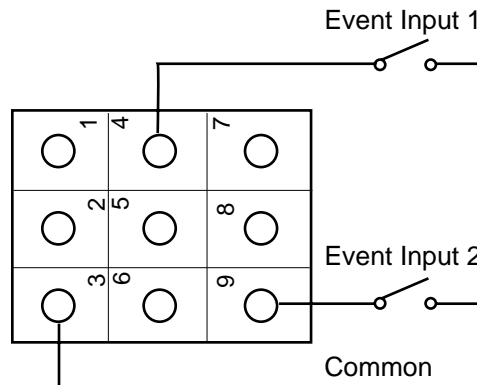 Event Input 1
1 4 7
2 5 8
3 6 9
Event Input 2
Common